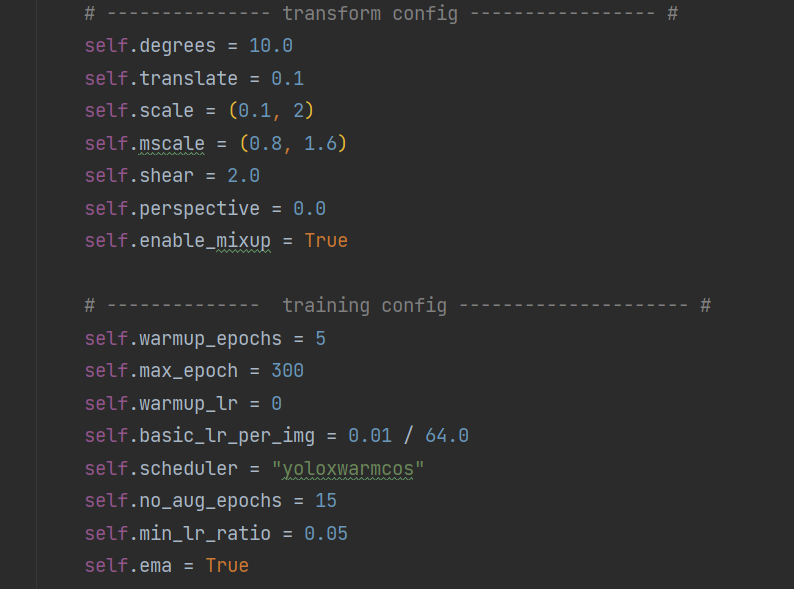 # --------------- transform config ----------------- #
self.degrees = 10.0
self.translate = 0.1
self.scale = (0.1, 2)
self.mscale = (0.8, 1.6)
self.shear = 2.0
self.perspective = 0.0
self.enable_mixup = True
# --------------  training config --------------------- #
self.warmup_epochs = 5
self.max_epoch = 300
self.warmup_lr = 0
self.basic_lr_per_img = 0.01 / 64.0
self.scheduler = "yoloxwarmcos"
self.no_aug_epochs = 15
self.min_lr_ratio = 0.05
self.ema = True